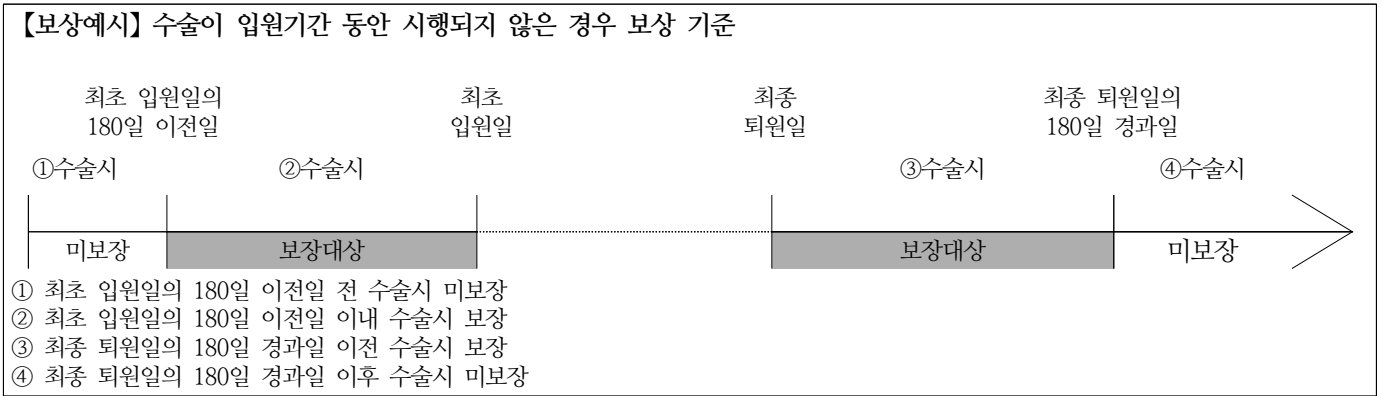 【보상예시】 수술이 입원기간 동안 시행되지 않은 경우 보상 기준
최초 입원일의
180일 이전일
최초
입원일
최종
퇴원일
최종 퇴원일의
180일 경과일
①수술시
②수술시
③수술시
④수술시
미보장
보장대상
보장대상
미보장
① 최초 입원일의 180일 이전일 전 수술시 미보장
② 최초 입원일의 180일 이전일 이내 수술시 보장
③ 최종 퇴원일의 180일 경과일 이전 수술시 보장
④ 최종 퇴원일의 180일 경과일 이후 수술시 미보장